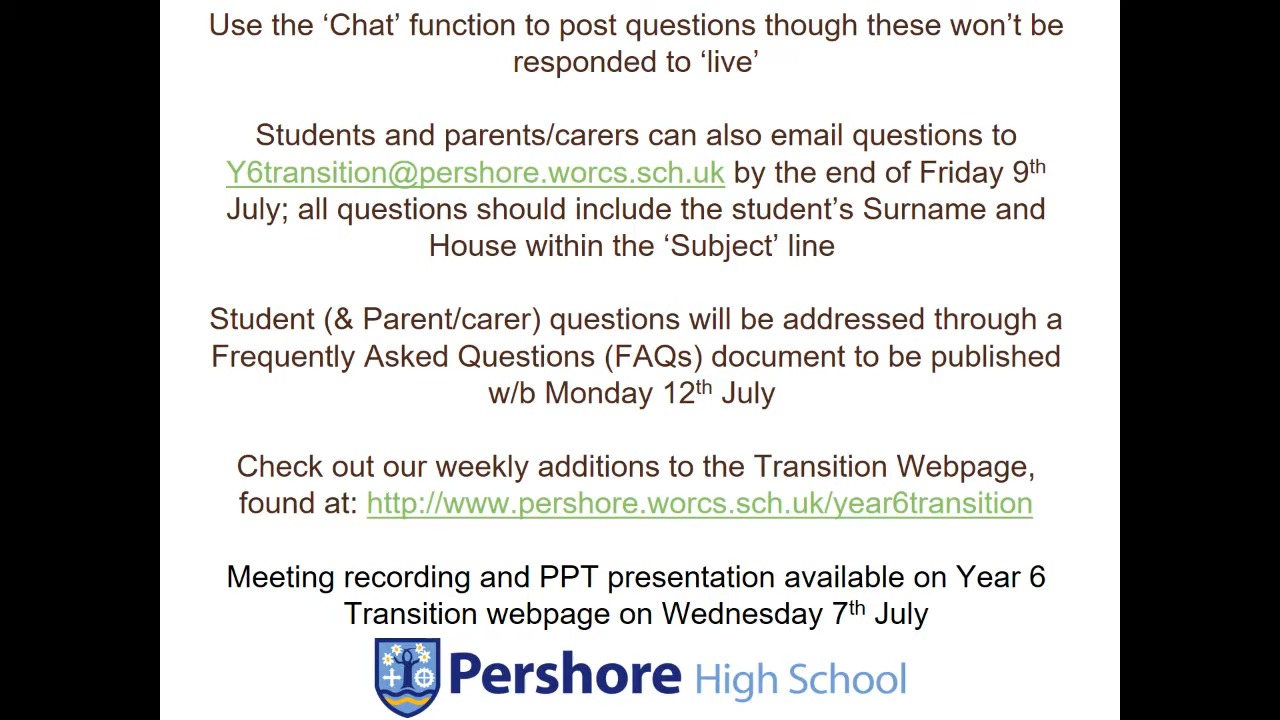 Use the ‘Chat’ function to post questions though these won’t be
responded to ‘live’
Students and parents/carers can also email questions to
Y6transition@pershore.worcs.sch.uk by the end of Friday 9th
July; all questions should include the student’s Surname and
House within the ‘Subject’ line
Student (& Parent/carer) questions will be addressed through a
Frequently Asked Questions (FAQs) document to be published
w/b Monday 12th July
Check out our weekly additions to the Transition Webpage,
found at: http://www.pershore.worcs.sch.uk/year6transition
Meeting recording and PPT presentation available on Year 6
Transition webpage on Wednesday 7th July
Pershore High School